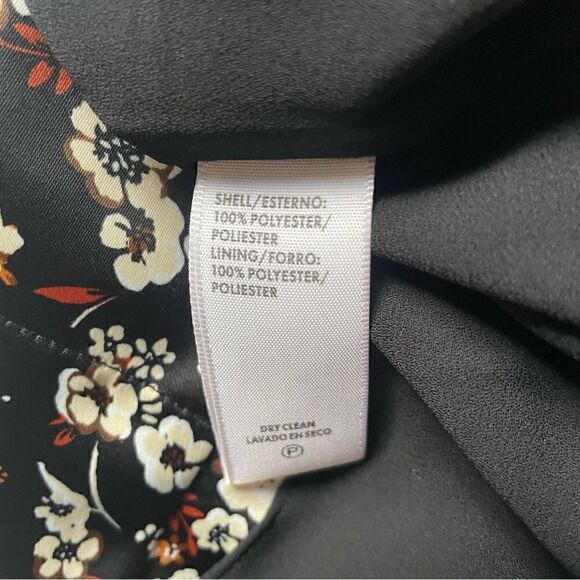 SHELL/ESTERNO:
100% POLYESTER/
POLIESTER
LINING/FORRO:
100% POLYESTER/
POLIESTER
DRY CLEAN
LAVADO EN SECO
P